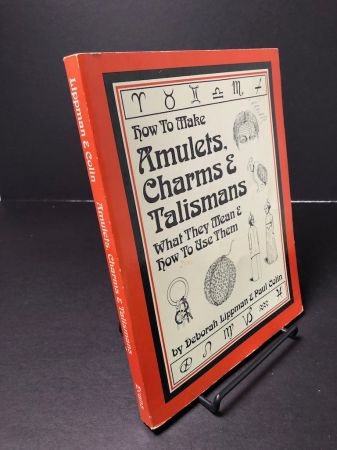 Lippman & Colin Amulets, Charms & Talismans Evans
How To Make
Amulets,
Charms &
Talismans
What They Mean &
How To Use Them
by Deborah Lippman & Paul Colin